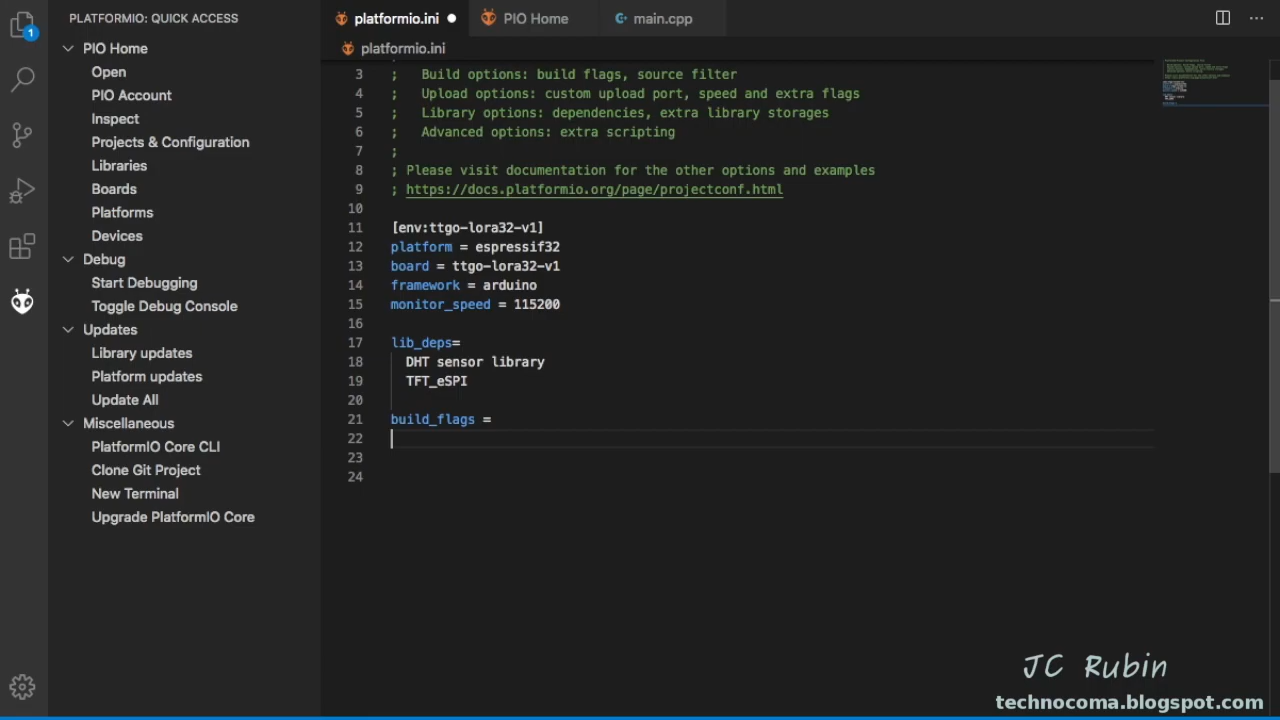 PLATFORMIO: QUICK ACCESS
PIO Home
Open
PIO Account
Inspect
Projects & Configuration
Libraries
Boards
Platforms
Devices
Debug
Start Debugging
Toggle Debug Console
Updates
Library updates
Platform updates
Update All
Miscellaneous
PlatformIO Core CLI
Clone Git Project
New Terminal
Upgrade PlatformIO Core
1
platformio.ini
PIO Home
main.cpp
platformio.ini
3 ;   Build options: build flags, source filter
4 ;   Upload options: custom upload port, speed and extra flags
5 ;   Library options: dependencies, extra library storages
6 ;   Advanced options: extra scripting
7 ;
8 ; Please visit documentation for the other options and examples
9 ; https://docs.platformio.org/page/projectconf.html
10
11 [env:ttgo-lora32-v1]
12 platform = espressif32
13 board = ttgo-lora32-v1
14 framework = arduino
15 monitor_speed = 115200
16
17 lib_deps=
18   DHT sensor library
19   TFT_eSPI
20
21 build_flags =
22
23
24
JC Rubin
technocoma.blogspot.com